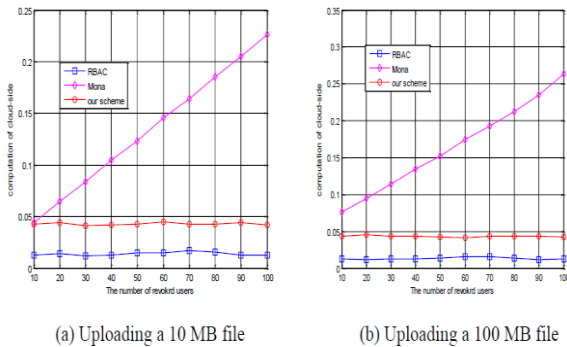 0.25
0.2
0.15
0.1
0.05
0
computation of cloud-side
RBAC
Mona
our scheme
10 20 30 40 50 60 70 80 90 100
The number of revokrd users
(a) Uploading a 10 MB file
0.35
0.3
0.25
0.2
0.15
0.1
0.05
0
computation of cloud-side
RBAC
Mona
our scheme
10 20 30 40 50 60 70 80 90 100
The number of revokrd users
(b) Uploading a 100 MB file